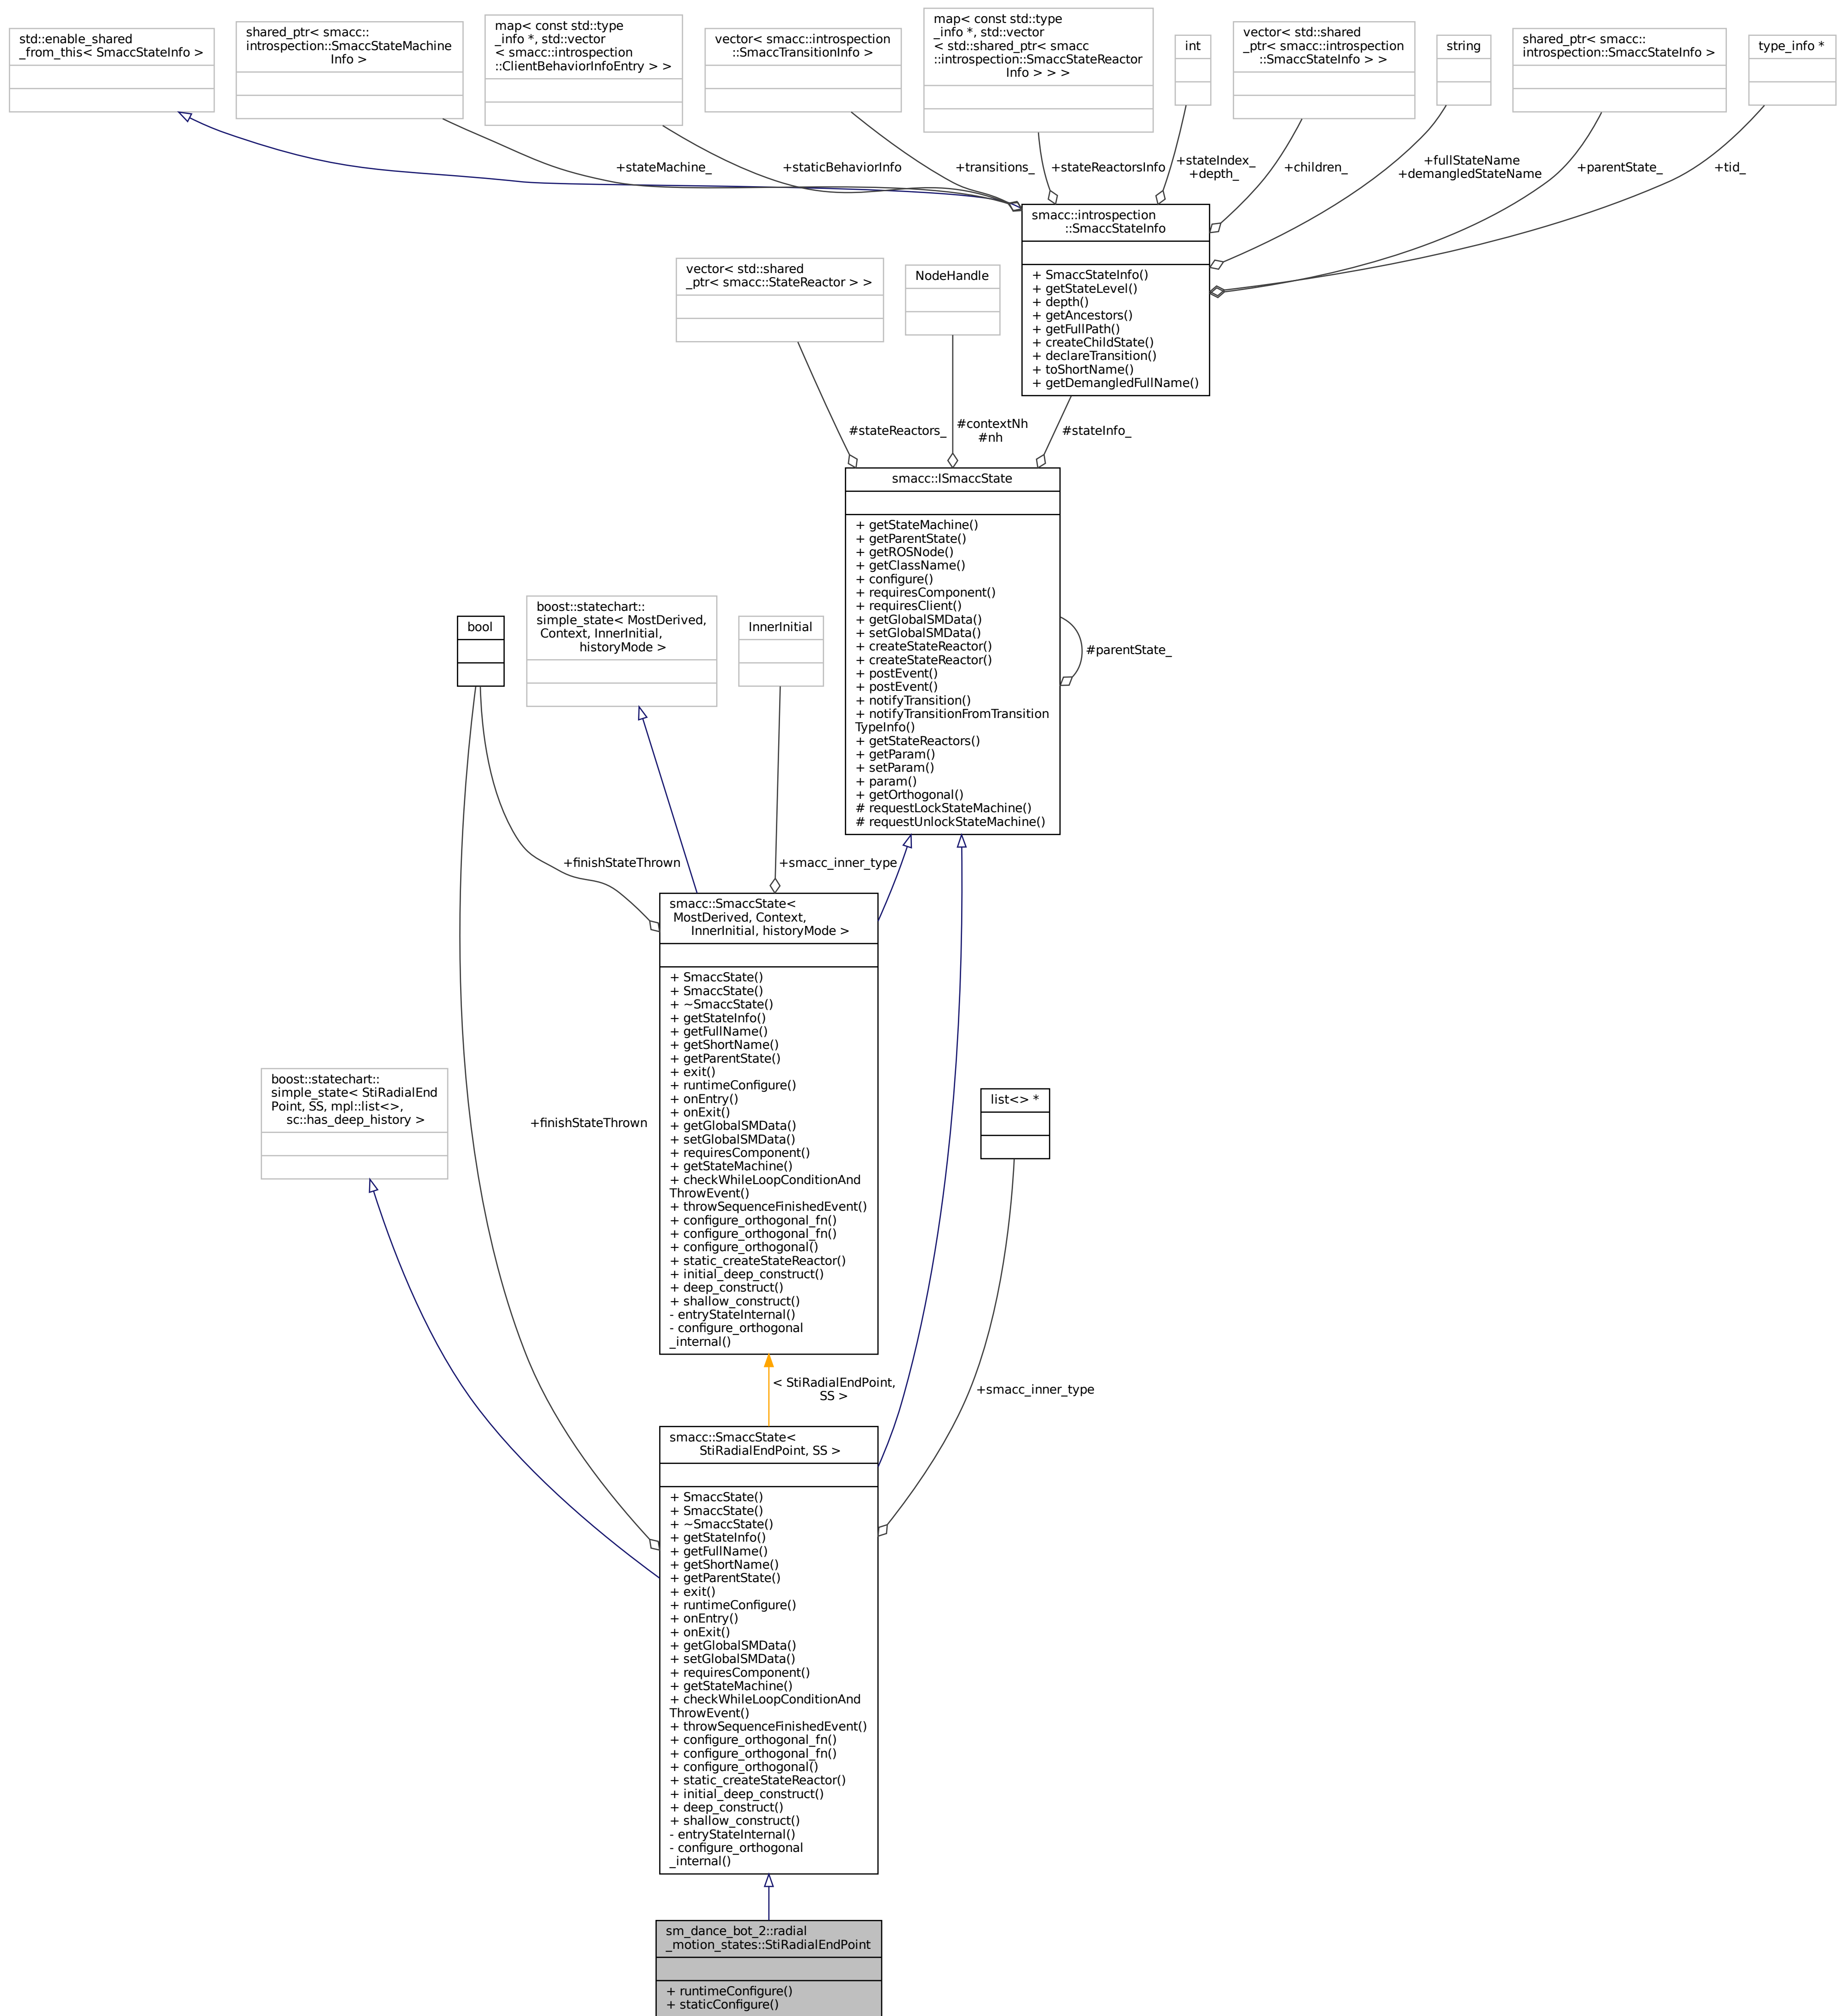 std::enable_shared
_from_this< SmaccStateInfo >
shared_ptr< smacc::
introspection::SmaccStateMachine
Info >
map< const std::type
_info *, std::vector
< smacc::introspection
::ClientBehaviorInfoEntry > >
vector< smacc::introspection
::SmaccTransitionInfo >
map< const std::type
_info *, std::vector
< std::shared_ptr< smacc
::introspection::SmaccStateReactor
Info > > >
int
vector< std::shared
_ptr< smacc::introspection
::SmaccStateInfo > >
string
shared_ptr< smacc::
introspection::SmaccStateInfo >
type_info *
+stateMachine_
+staticBehaviorInfo
+transitions_
+stateReactorsInfo
+stateIndex_
+depth_
+children_
+fullStateName
+demangledStateName
+parentState_
+tid_
smacc::introspection
::SmaccStateInfo
+ SmaccStateInfo()
+ getStateLevel()
+ depth()
+ getAncestors()
+ getFullPath()
+ createChildState()
+ declareTransition()
+ toShortName()
+ getDemangledFullName()
vector< std::shared
_ptr< smacc::StateReactor > >
NodeHandle
#stateReactors_
#contextNh
#nh
#stateInfo_
smacc::ISmaccState
+ getStateMachine()
+ getParentState()
+ getROSNode()
+ getClassName()
+ configure()
+ requiresComponent()
+ requiresClient()
+ getGlobalSMData()
+ setGlobalSMData()
+ createStateReactor()
+ createStateReactor()
+ postEvent()
+ postEvent()
+ notifyTransition()
+ notifyTransitionFromTransition
TypeInfo()
+ getStateReactors()
+ getParam()
+ setParam()
+ param()
+ getOrthogonal()
# requestLockStateMachine()
# requestUnlockStateMachine()
#parentState_
bool
boost::statechart::
simple_state< MostDerived,
Context, InnerInitial,
historyMode >
InnerInitial
+finishStateThrown
+smacc_inner_type
smacc::SmaccState<
MostDerived, Context,
InnerInitial, historyMode >
+ SmaccState()
+ SmaccState()
+ ~SmaccState()
+ getStateInfo()
+ getFullName()
+ getShortName()
+ getParentState()
+ exit()
+ runtimeConfigure()
+ onEntry()
+ onExit()
+ getGlobalSMData()
+ setGlobalSMData()
+ requiresComponent()
+ getStateMachine()
+ checkWhileLoopConditionAnd
ThrowEvent()
+ throwSequenceFinishedEvent()
+ configure_orthogonal_fn()
+ configure_orthogonal_fn()
+ configure_orthogonal()
+ static_createStateReactor()
+ initial_deep_construct()
+ deep_construct()
+ shallow_construct()
- entryStateInternal()
- configure_orthogonal
_internal()
boost::statechart::
simple_state< StiRadialEnd
Point, SS, mpl::list<>,
sc::has_deep_history >
+finishStateThrown
list<> *
< StiRadialEndPoint,
SS >
+smacc_inner_type
smacc::SmaccState<
StiRadialEndPoint, SS >
+ SmaccState()
+ SmaccState()
+ ~SmaccState()
+ getStateInfo()
+ getFullName()
+ getShortName()
+ getParentState()
+ exit()
+ runtimeConfigure()
+ onEntry()
+ onExit()
+ getGlobalSMData()
+ setGlobalSMData()
+ requiresComponent()
+ getStateMachine()
+ checkWhileLoopConditionAnd
ThrowEvent()
+ throwSequenceFinishedEvent()
+ configure_orthogonal_fn()
+ configure_orthogonal_fn()
+ configure_orthogonal()
+ static_createStateReactor()
+ initial_deep_construct()
+ deep_construct()
+ shallow_construct()
- entryStateInternal()
- configure_orthogonal
_internal()
sm_dance_bot_2::radial
_motion_states::StiRadialEndPoint
+ runtimeConfigure()
+ staticConfigure()